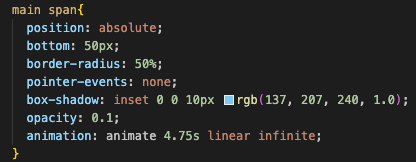 main span{
position: absolute;
bottom: 50px;
border-radius: 50%;
pointer-events: none;
box-shadow: inset 0 0 10px rgb(137, 207, 240, 1.0);
opacity: 0.1;
animation: animate 4.75s linear infinite;
}